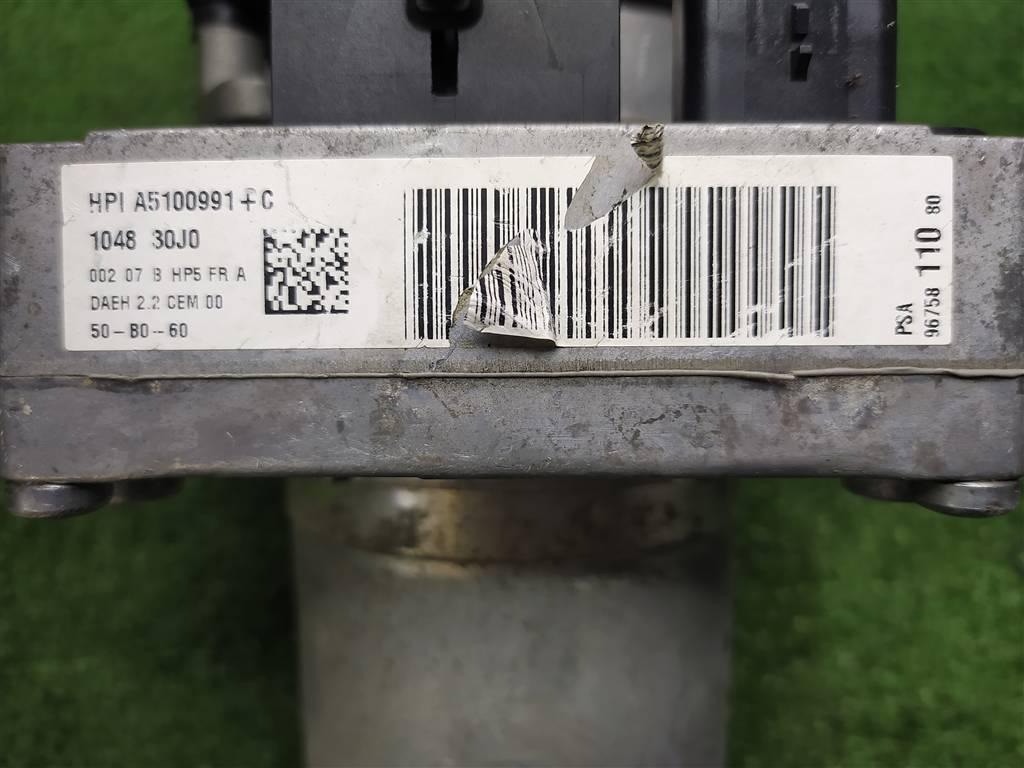 HPI A5100991+C
1048 30J0
002 07 B HP5 FR A
DAEH 2.2 CEM 00
50-B0-60
PSA
96758 110 80